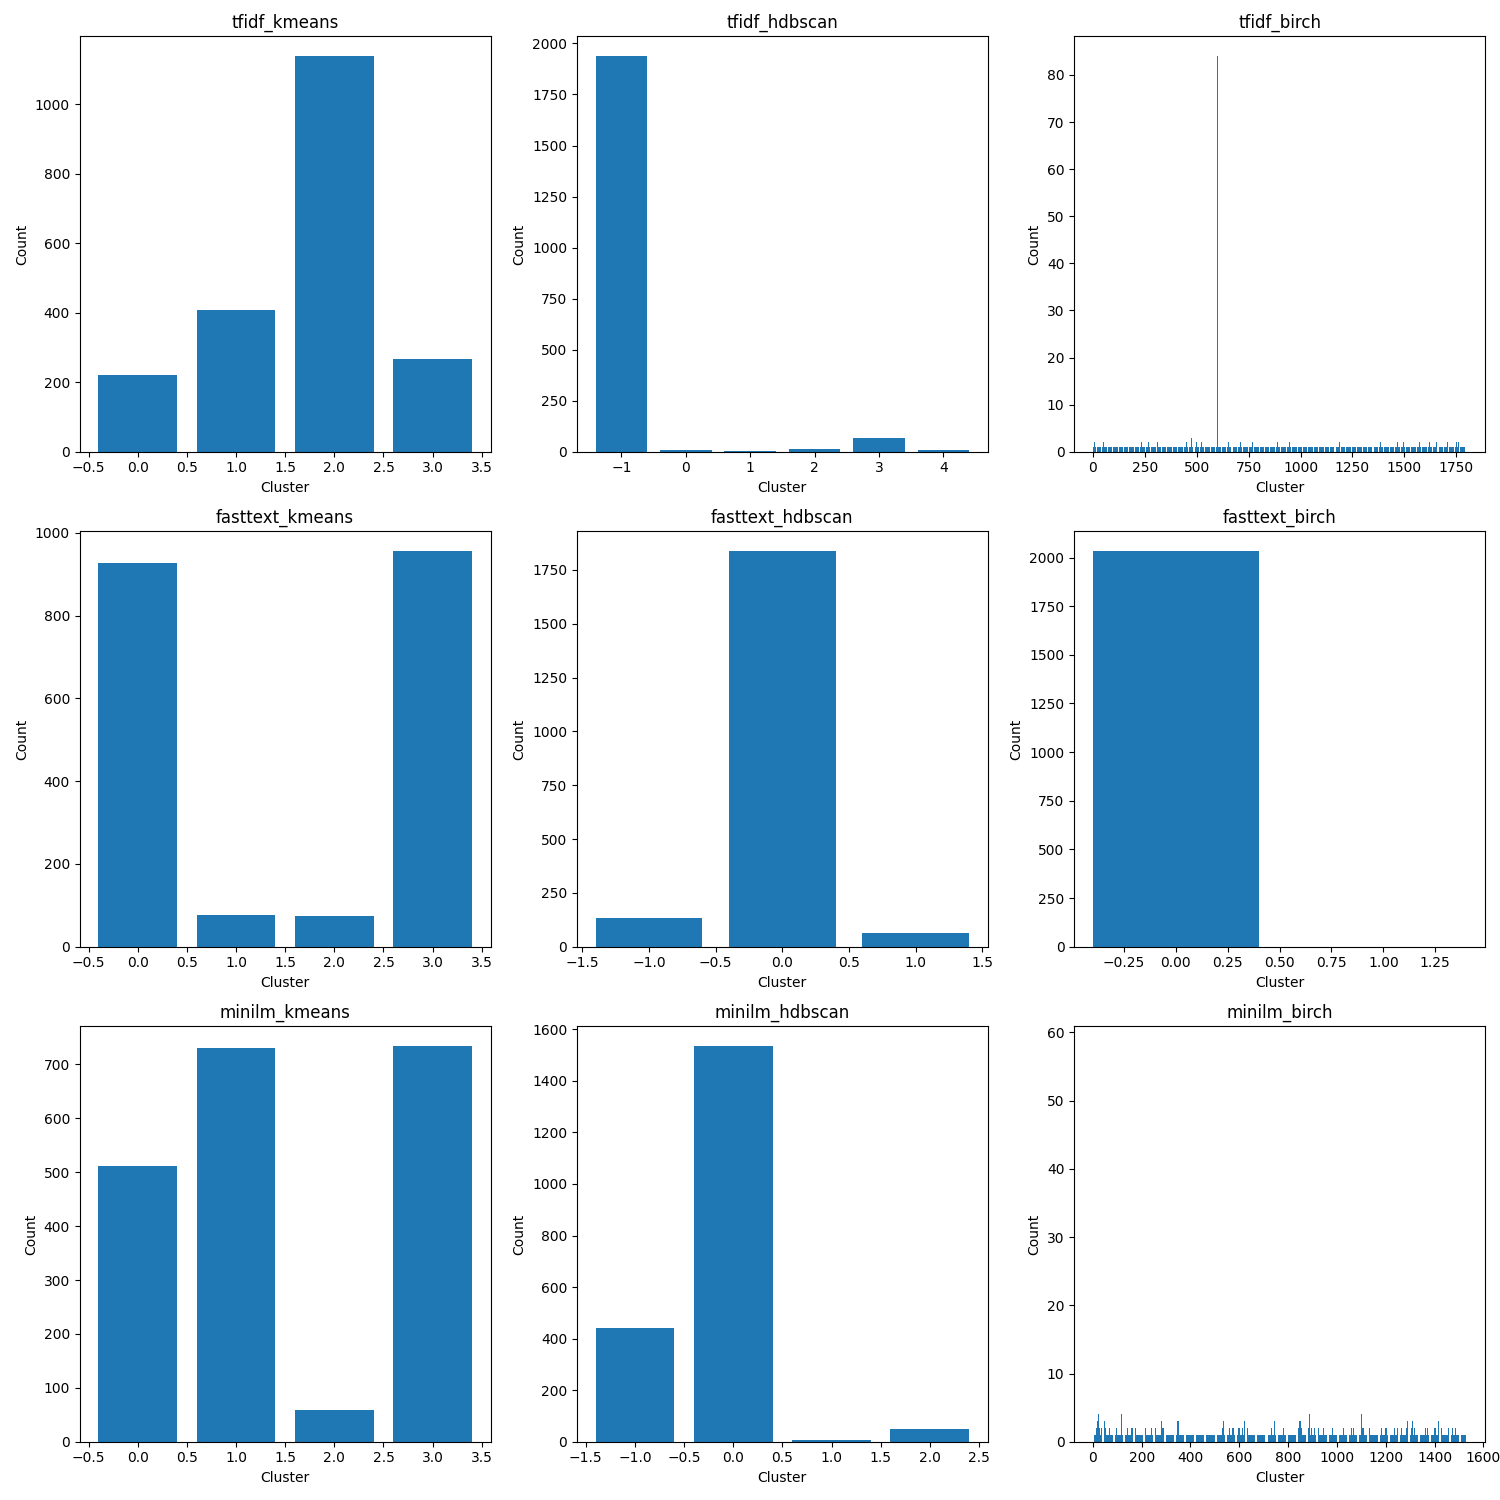 tfidf_kmeans
Count
1000
800
600
400
200
0
−0.5 0.0 0.5 1.0 1.5 2.0 2.5 3.0 3.5
Cluster
tfidf_hdbscan
Count
2000
1750
1500
1250
1000
750
500
250
0
−1 0 1 2 3 4
Cluster
tfidf_birch
Count
80
70
60
50
40
30
20
10
0
0 250 500 750 1000 1250 1500 1750
Cluster
fasttext_kmeans
Count
1000
800
600
400
200
0
−0.5 0.0 0.5 1.0 1.5 2.0 2.5 3.0 3.5
Cluster
fasttext_hdbscan
Count
1750
1500
1250
1000
750
500
250
0
−1.5 −1.0 −0.5 0.0 0.5 1.0 1.5
Cluster
fasttext_birch
Count
2000
1750
1500
1250
1000
750
500
250
0
−0.25 0.00 0.25 0.50 0.75 1.00 1.25
Cluster
minilm_kmeans
Count
700
600
500
400
300
200
100
0
−0.5 0.0 0.5 1.0 1.5 2.0 2.5 3.0 3.5
Cluster
minilm_hdbscan
Count
1600
1400
1200
1000
800
600
400
200
0
−1.5 −1.0 −0.5 0.0 0.5 1.0 1.5 2.0 2.5
Cluster
minilm_birch
Count
60
50
40
30
20
10
0
0 200 400 600 800 1000 1200 1400 1600
Cluster